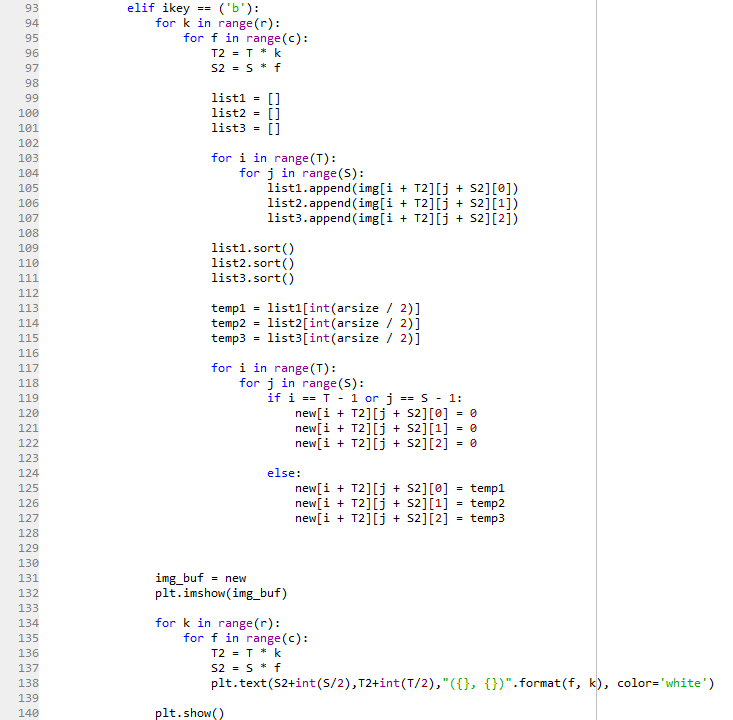 93 elif ikey == ('b'):
94 for k in range(r):
95 for f in range(c):
96 T2 = T * k
97 S2 = S * f
98
99 list1 = []
100 list2 = []
101 list3 = []
102
103 for i in range(T):
104 for j in range(S):
105 list1.append(img[i + T2][j + S2][0])
106 list2.append(img[i + T2][j + S2][1])
107 list3.append(img[i + T2][j + S2][2])
108
109 list1.sort()
110 list2.sort()
111 list3.sort()
112
113 temp1 = list1[int(arsize / 2)]
114 temp2 = list2[int(arsize / 2)]
115 temp3 = list3[int(arsize / 2)]
116
117 for i in range(T):
118 for j in range(S):
119 if i == T - 1 or j == S - 1:
120 new[i + T2][j + S2][0] = 0
121 new[i + T2][j + S2][1] = 0
122 new[i + T2][j + S2][2] = 0
123
124 else:
125 new[i + T2][j + S2][0] = temp1
126 new[i + T2][j + S2][1] = temp2
127 new[i + T2][j + S2][2] = temp3
128
129
130
131 img_buf = new
132 plt.imshow(img_buf)
133
134 for k in range(r):
135 for f in range(c):
136 T2 = T * k
137 S2 = S * f
138 plt.text(S2+int(S/2),T2+int(T/2),"({}, {})".format(f, k), color='white')
139
140 plt.show()